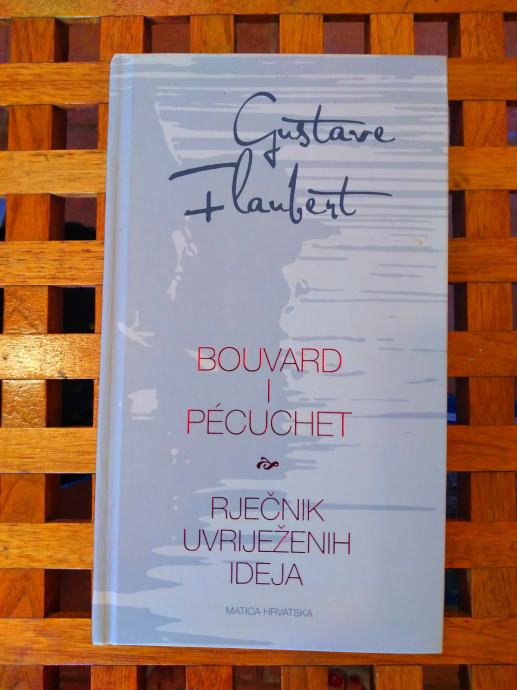 Gustave
Flaubert
BOUVARD
I
PÉCUCHET
RJEČNIK
UVRIJEŽENIH
IDEJA
MATICA HRVATSKA